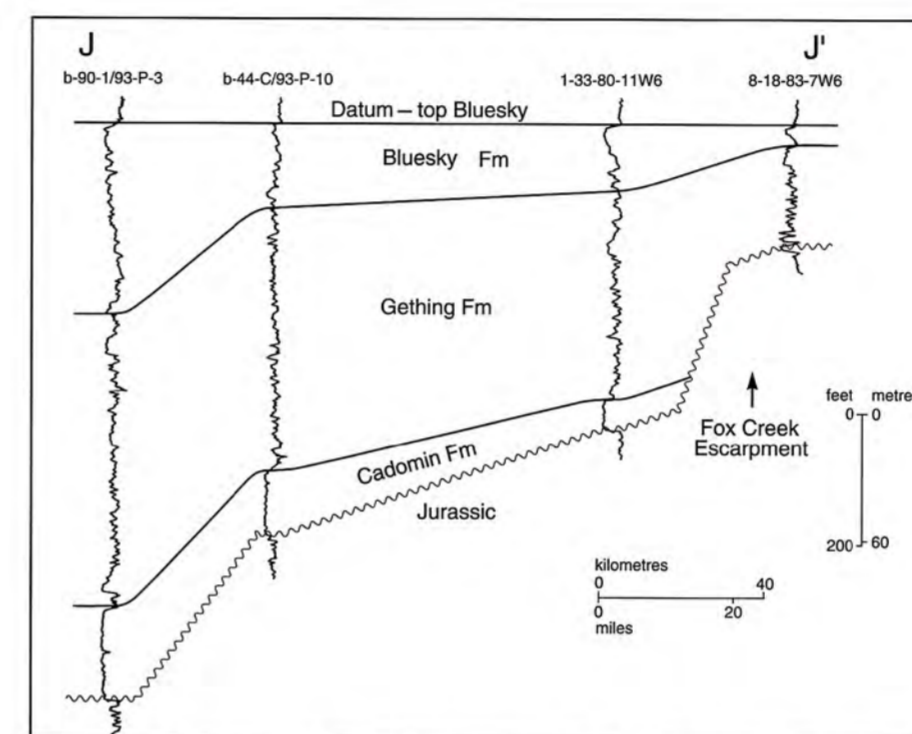 J
J'
b-90-1/93-P-3
b-44-C/93-P-10
1-33-80-11W6
8-18-83-7W6
Datum – top Bluesky
Bluesky Fm
Gething Fm
Cadomin Fm
Jurassic
Fox Creek
Escarpment
feet metre
0 0
200 60
kilometres
0 40
0 20
miles